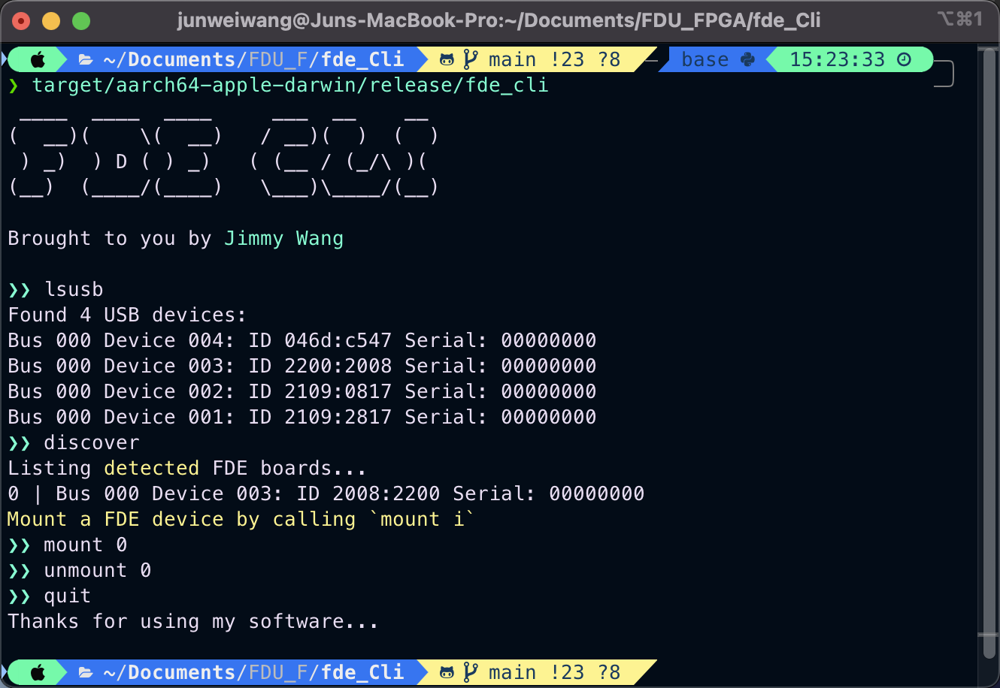 junweiwang@Juns-MacBook-Pro:~/Documents/FDU_FPGA/fde_Cli ⌥⌘1
~/Documents/FDU_F/fde_Cli main !23 ?8 base 15:23:33
❯ target/aarch64-apple-darwin/release/fde_cli
 ____  ____  ____     ___  __    __
(  __)(    \(  __)   / __)(  )  (  )
 ) _)  ) D ( ) _)   ( (__ / (_/\ )(
(__)  (____/(____)   \___)\____/(__)
Brought to you by Jimmy Wang
❯❯ lsusb
Found 4 USB devices:
Bus 000 Device 004: ID 046d:c547 Serial: 00000000
Bus 000 Device 003: ID 2200:2008 Serial: 00000000
Bus 000 Device 002: ID 2109:0817 Serial: 00000000
Bus 000 Device 001: ID 2109:2817 Serial: 00000000
❯❯ discover
Listing detected FDE boards...
0 | Bus 000 Device 003: ID 2008:2200 Serial: 00000000
Mount a FDE device by calling `mount i`
❯❯ mount 0
❯❯ unmount 0
❯❯ quit
Thanks for using my software...
~/Documents/FDU_F/fde_Cli main !23 ?8